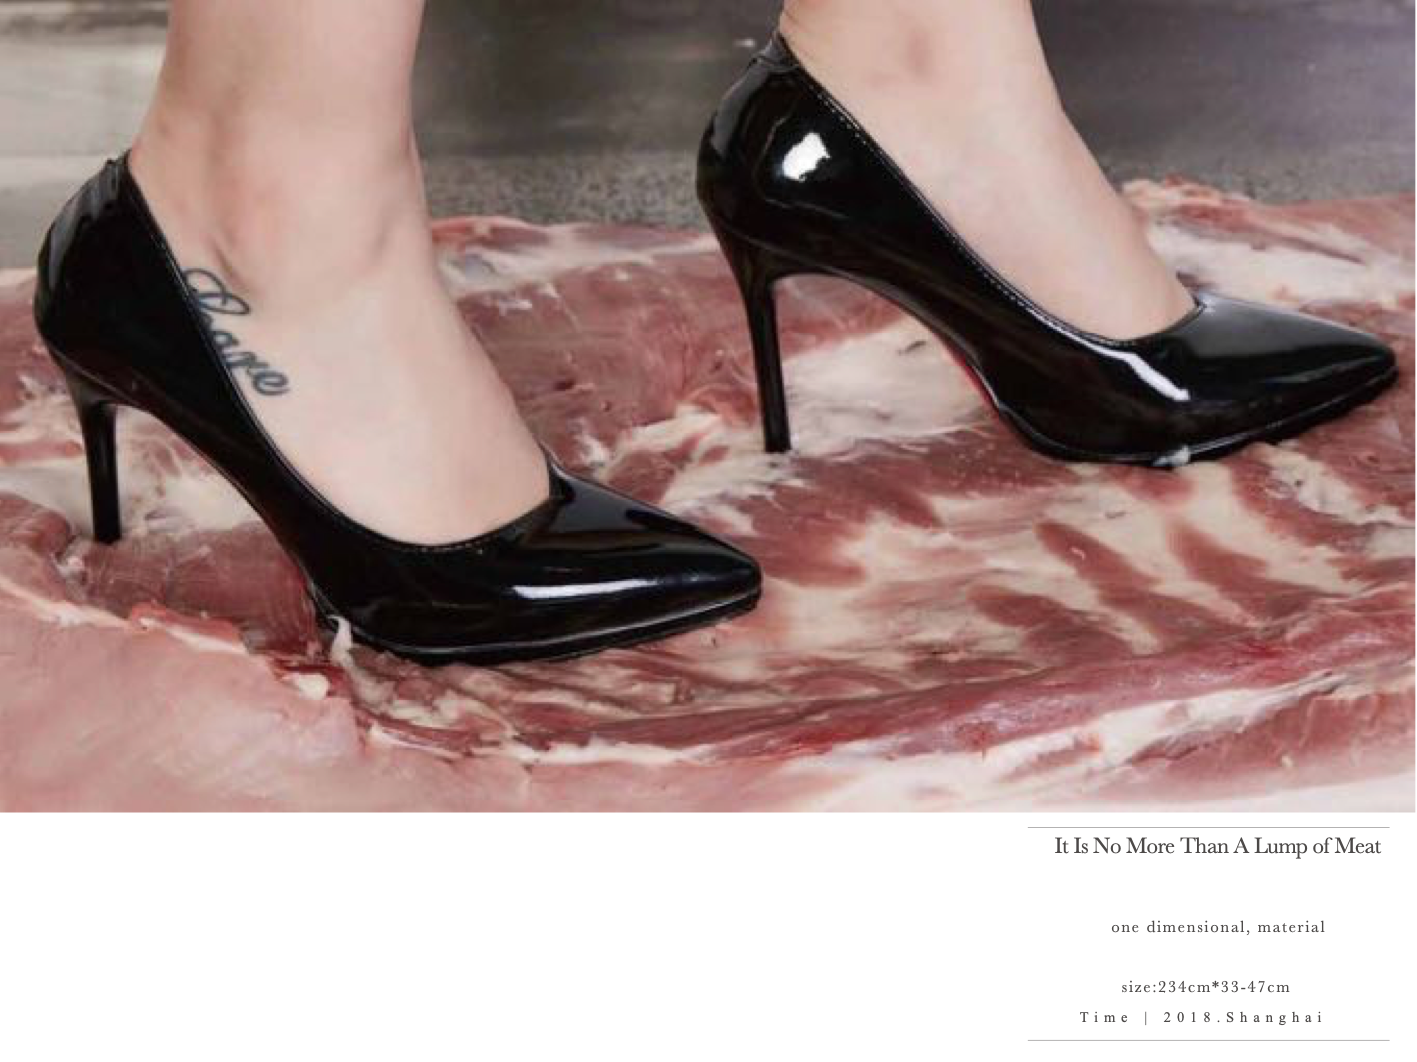 It Is No More Than A Lump of Meat
one dimensional, material
size:234cm*33-47cm
Time | 2018.Shanghai